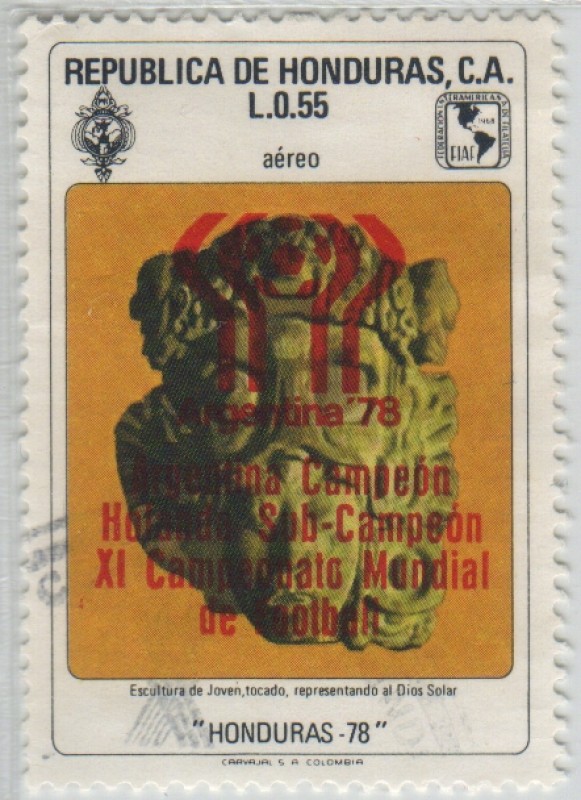 REPUBLICA DE HONDURAS, C.A.
L.0.55
aéreo
FIAF
Argentina '78
Argentina Campeón
Holanda Sub-Campeón
XI Campeonato Mundial
de Football
Escultura de Joven, tocado, representando al Dios Solar
"HONDURAS -78"
CARVAJAL S. A. COLOMBIA